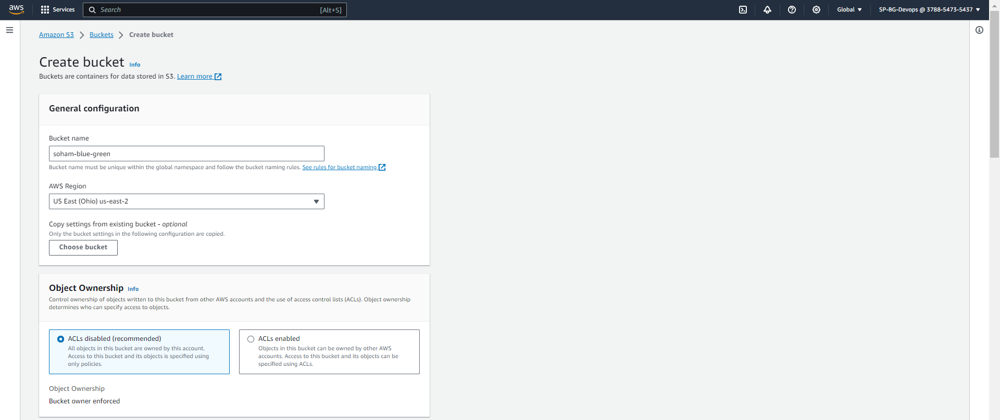 aws
Services
Search
[Alt+S]
Global
SP-BG-Devops @ 3788-5473-5437
Amazon S3
Buckets
Create bucket
Create bucket Info
Buckets are containers for data stored in S3. Learn more
General configuration
Bucket name
soham-blue-green
Bucket name must be unique within the global namespace and follow the bucket naming rules. See rules for bucket naming
AWS Region
US East (Ohio) us-east-2
Copy settings from existing bucket - optional
Only the bucket settings in the following configuration are copied.
Choose bucket
Object Ownership Info
Control ownership of objects written to this bucket from other AWS accounts and the use of access control lists (ACLs). Object ownership
determines who can specify access to objects.
ACLs disabled (recommended)
All objects in this bucket are owned by this account.
Access to this bucket and its objects is specified using
only policies.
ACLs enabled
Objects in this bucket can be owned by other AWS
accounts. Access to this bucket and its objects can be
specified using ACLs.
Object Ownership
Bucket owner enforced